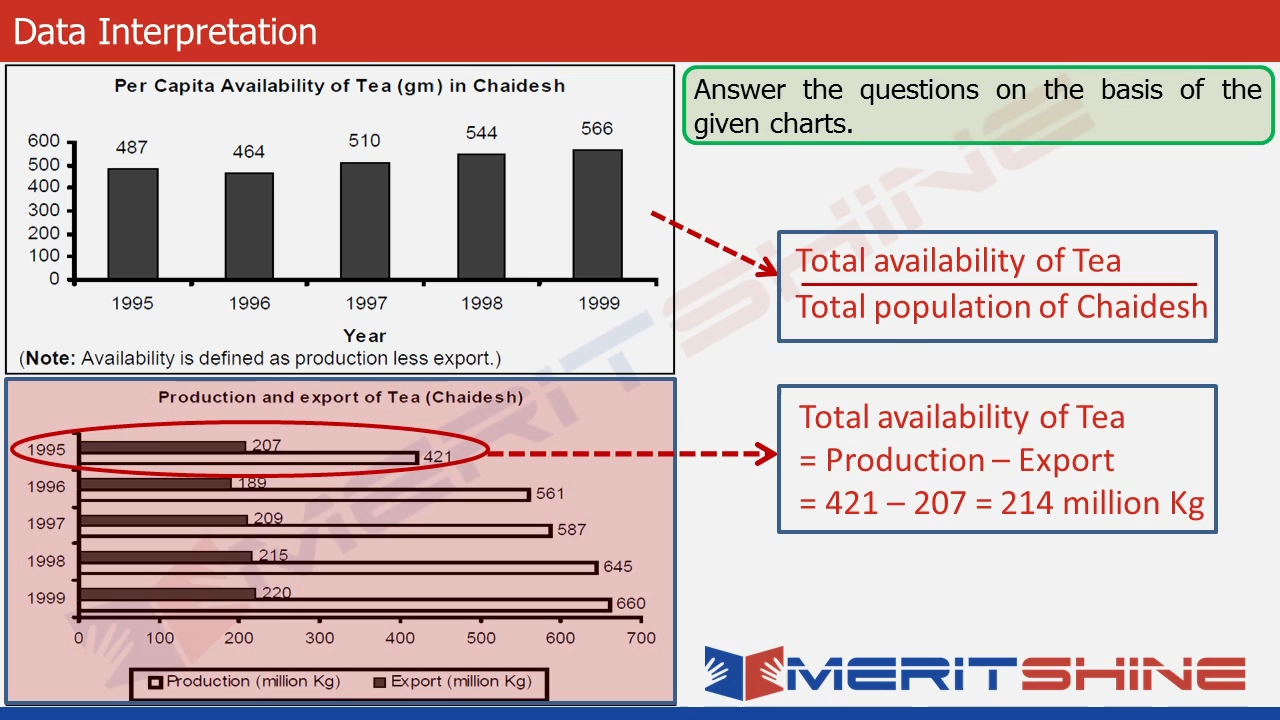 Data Interpretation
Per Capita Availability of Tea (gm) in Chaidesh
600
500
400
300
200
100
0
487
464
510
544
566
1995
1996
1997
1998
1999
Year
(Note: Availability is defined as production less export.)
Answer the questions on the basis of the
given charts.
Total availability of Tea
Total population of Chaidesh
Production and export of Tea (Chaidesh)
1995
207
421
1996
189
561
1997
209
587
1998
215
645
1999
220
660
0 100 200 300 400 500 600 700
Production (million Kg) Export (million Kg)
Total availability of Tea
= Production – Export
= 421 – 207 = 214 million Kg
MERITSHINE
MERITSHINE